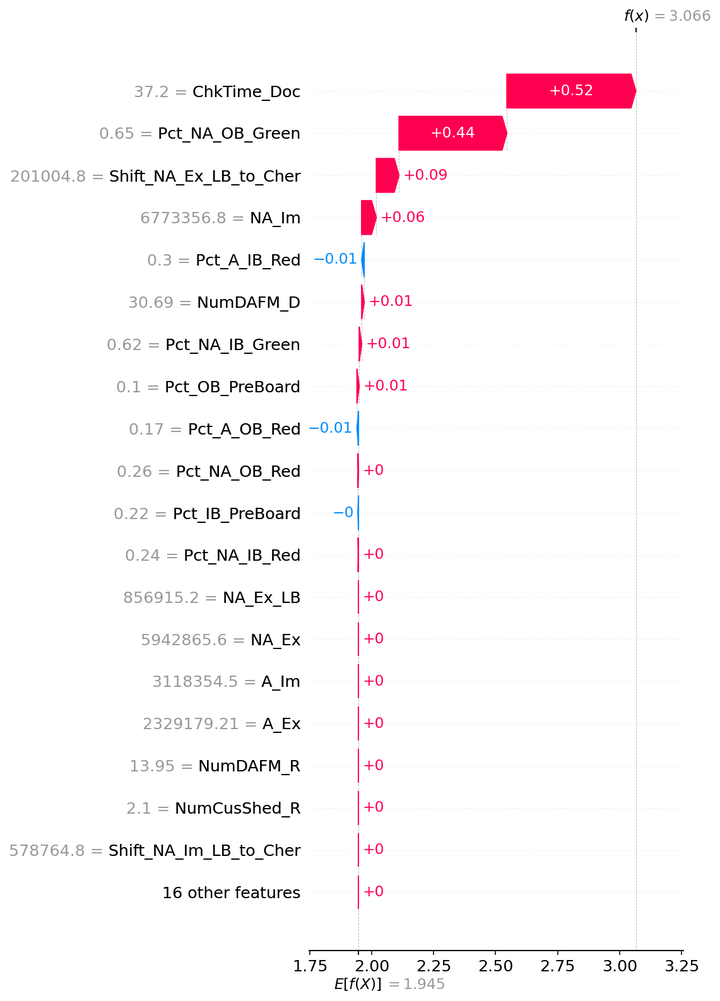 f(x) = 3.066
37.2 = ChkTime_Doc +0.52
0.65 = Pct_NA_OB_Green +0.44
201004.8 = Shift_NA_Ex_LB_to_Cher +0.09
6773356.8 = NA_Im +0.06
0.3 = Pct_A_IB_Red −0.01
30.69 = NumDAFM_D +0.01
0.62 = Pct_NA_IB_Green +0.01
0.1 = Pct_OB_PreBoard +0.01
0.17 = Pct_A_OB_Red −0.01
0.26 = Pct_NA_OB_Red +0
0.22 = Pct_IB_PreBoard −0
0.24 = Pct_NA_IB_Red +0
856915.2 = NA_Ex_LB +0
5942865.6 = NA_Ex +0
3118354.5 = A_Im +0
2329179.21 = A_Ex +0
13.95 = NumDAFM_R +0
2.1 = NumCusShed_R +0
578764.8 = Shift_NA_Im_LB_to_Cher +0
16 other features +0
1.75 2.00 2.25 2.50 2.75 3.00 3.25
E[f(X)] = 1.945